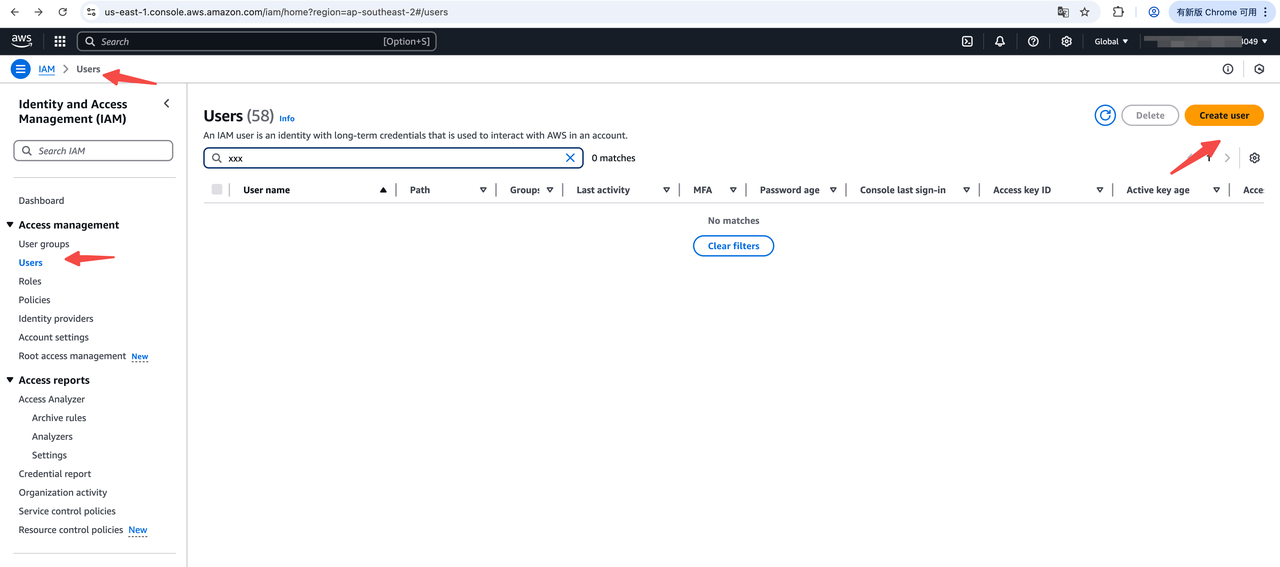 us-east-1.console.aws.amazon.com/iam/home?region=ap-southeast-2#/users
有新版 Chrome 可用
aws
Search
[Option+S]
Global
4049
IAM
Users
Identity and Access
Management (IAM)
Search IAM
Dashboard
Access management
User groups
Users
Roles
Policies
Identity providers
Account settings
Root access management New
Access reports
Access Analyzer
Archive rules
Analyzers
Settings
Credential report
Organization activity
Service control policies
Resource control policies New
Users (58) Info
Delete
Create user
An IAM user is an identity with long-term credentials that is used to interact with AWS in an account.
xxx
0 matches
1
User name
Path
Groups
Last activity
MFA
Password age
Console last sign-in
Access key ID
Active key age
Acce
No matches
Clear filters